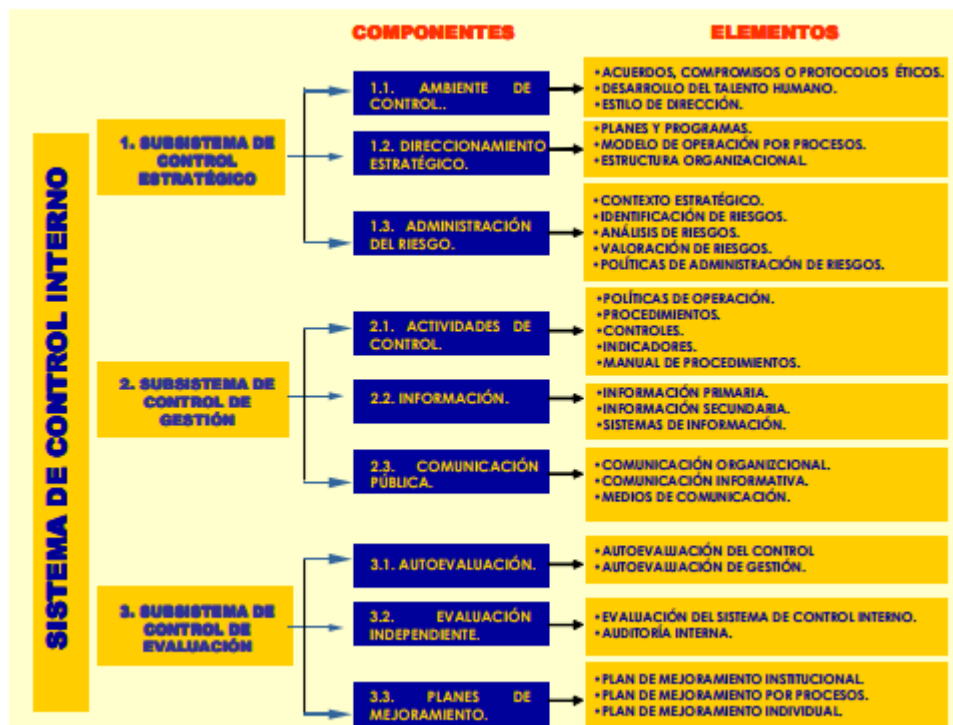 COMPONENTES
ELEMENTOS
SISTEMA DE CONTROL INTERNO
1. SUBSISTEMA DE
CONTROL
ESTRATÉGICO
1.1. AMBIENTE DE
CONTROL..
• ACUERDOS, COMPROMISOS O PROTOCOLOS ÉTICOS.
• DESARROLLO DEL TALENTO HUMANO.
• ESTILO DE DIRECCIÓN.
1.2. DIRECCIONAMIENTO
ESTRATÉGICO.
• PLANES Y PROGRAMAS.
• MODELO DE OPERACIÓN POR PROCESOS.
• ESTRUCTURA ORGANIZACIONAL.
1.3. ADMINISTRACIÓN
DEL RIESGO.
• CONTEXTO ESTRATÉGICO.
• IDENTIFICACIÓN DE RIESGOS.
• ANÁLISIS DE RIESGOS.
• VALORACIÓN DE RIESGOS.
• POLÍTICAS DE ADMINISTRACIÓN DE RIESGOS.
2. SUBSISTEMA DE
CONTROL DE
GESTIÓN
2.1. ACTIVIDADES DE
CONTROL.
• POLÍTICAS DE OPERACIÓN.
• PROCEDIMIENTOS.
• CONTROLES.
• INDICADORES.
• MANUAL DE PROCEDIMIENTOS.
2.2. INFORMACIÓN.
• INFORMACIÓN PRIMARIA.
• INFORMACIÓN SECUNDARIA.
• SISTEMAS DE INFORMACIÓN.
2.3. COMUNICACIÓN
PÚBLICA.
• COMUNICACIÓN ORGANIZCIONAL.
• COMUNICACIÓN INFORMATIVA.
• MEDIOS DE COMUNICACIÓN.
3. SUBSISTEMA DE
CONTROL DE
EVALUACIÓN
3.1. AUTOEVALUACIÓN.
• AUTOEVALUACIÓN DEL CONTROL
• AUTOEVALUACIÓN DE GESTIÓN.
3.2. EVALUACIÓN
INDEPENDIENTE.
• EVALUACIÓN DEL SISTEMA DE CONTROL INTERNO.
• AUDITORÍA INTERNA.
3.3. PLANES DE
MEJORAMIENTO.
• PLAN DE MEJORAMIENTO INSTITUCIONAL.
• PLAN DE MEJORAMIENTO POR PROCESOS.
• PLAN DE MEJORAMIENTO INDIVIDUAL.